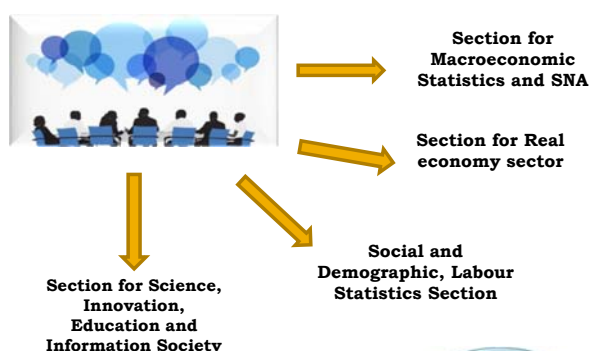 Section for
Macroeconomic
Statistics and SNA
Section for Real
economy sector
Social and
Demographic, Labour
Statistics Section
Section for Science,
Innovation,
Education and
Information Society